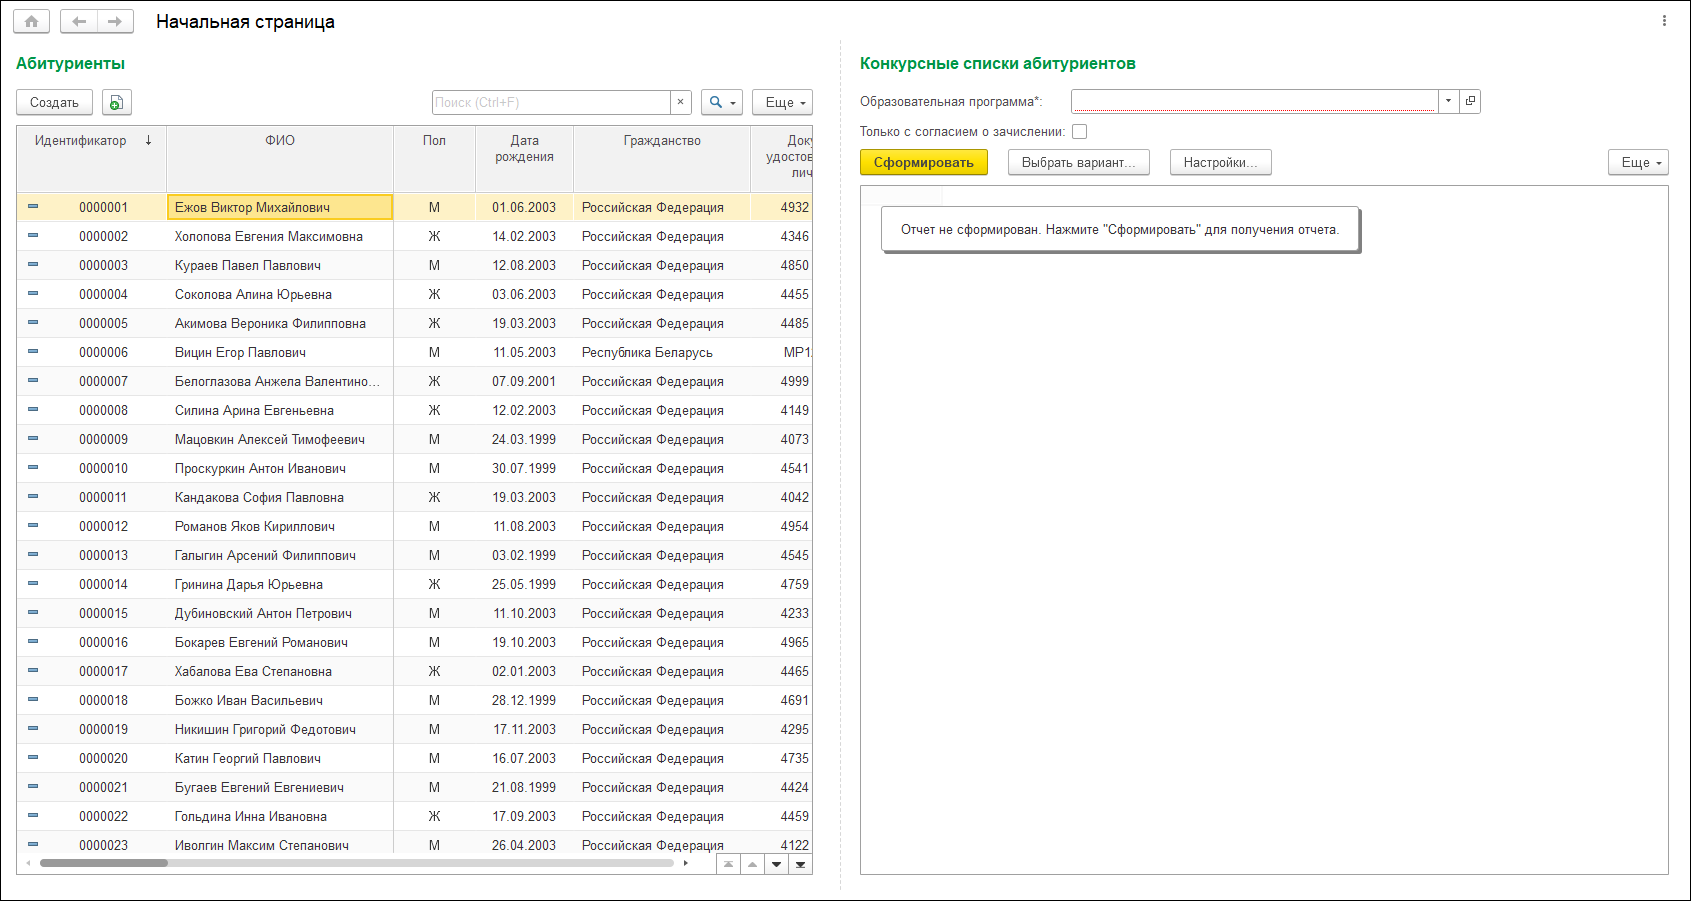 Начальная страница
Абитуриенты
Создать
Поиск (Ctrl+F)
×
Еще
Идентификатор ↓ ФИО Пол Дата рождения Гражданство Доку удостов лич
0000001 Ежов Виктор Михайлович М 01.06.2003 Российская Федерация 4932
0000002 Холопова Евгения Максимовна Ж 14.02.2003 Российская Федерация 4346
0000003 Кураев Павел Павлович М 12.08.2003 Российская Федерация 4850
0000004 Соколова Алина Юрьевна Ж 03.06.2003 Российская Федерация 4455
0000005 Акимова Вероника Филипповна Ж 19.03.2003 Российская Федерация 4485
0000006 Вицин Егор Павлович М 11.05.2003 Республика Беларусь МР1
0000007 Белоглазова Анжела Валентино... Ж 07.09.2001 Российская Федерация 4999
0000008 Силина Арина Евгеньевна Ж 12.02.2003 Российская Федерация 4149
0000009 Мацовкин Алексей Тимофеевич М 24.03.1999 Российская Федерация 4073
0000010 Проскуркин Антон Иванович М 30.07.1999 Российская Федерация 4541
0000011 Кандакова София Павловна Ж 19.03.2003 Российская Федерация 4042
0000012 Романов Яков Кириллович М 11.08.2003 Российская Федерация 4954
0000013 Галыгин Арсений Филиппович М 03.02.1999 Российская Федерация 4545
0000014 Гринина Дарья Юрьевна Ж 25.05.1999 Российская Федерация 4759
0000015 Дубиновский Антон Петрович М 11.10.2003 Российская Федерация 4233
0000016 Бокарев Евгений Романович М 19.10.2003 Российская Федерация 4965
0000017 Хабалова Ева Степановна Ж 02.01.2003 Российская Федерация 4465
0000018 Божко Иван Васильевич М 28.12.1999 Российская Федерация 4691
0000019 Никишин Григорий Федотович М 17.11.2003 Российская Федерация 4295
0000020 Катин Георгий Павлович М 16.07.2003 Российская Федерация 4735
0000021 Бугаев Евгений Евгениевич М 21.08.1999 Российская Федерация 4424
0000022 Гольдина Инна Ивановна Ж 17.09.2003 Российская Федерация 4459
0000023 Иволгин Максим Степанович М 26.04.2003 Российская Федерация 4122
Конкурсные списки абитуриентов
Образовательная программа*:
Только с согласием о зачислении:
Сформировать
Выбрать вариант...
Настройки...
Еще
Отчет не сформирован. Нажмите "Сформировать" для получения отчета.